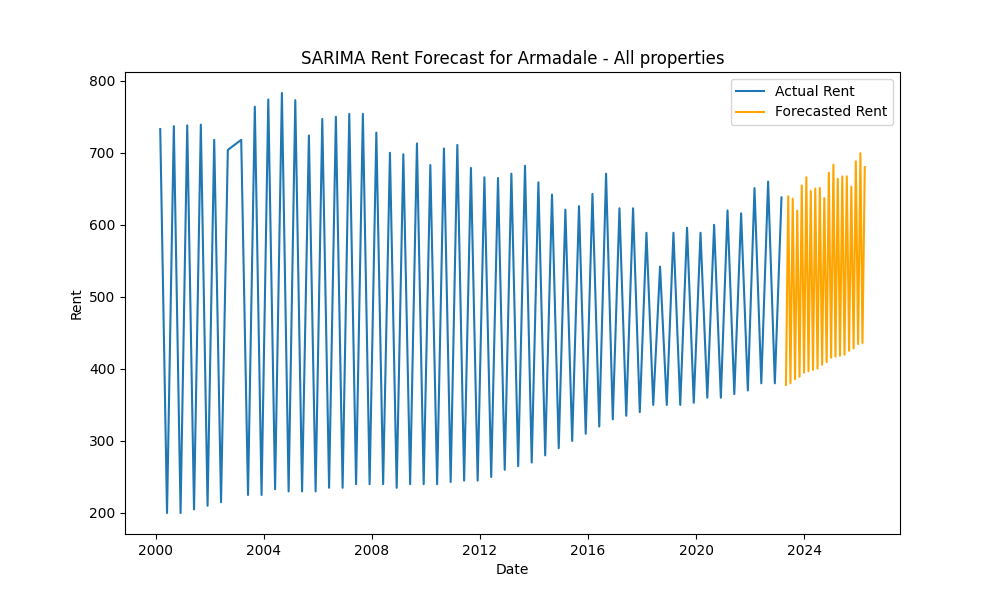 SARIMA Rent Forecast for Armadale - All properties
Actual Rent
Forecasted Rent
800
700
600
500
400
300
200
Rent
2000 2004 2008 2012 2016 2020 2024
Date